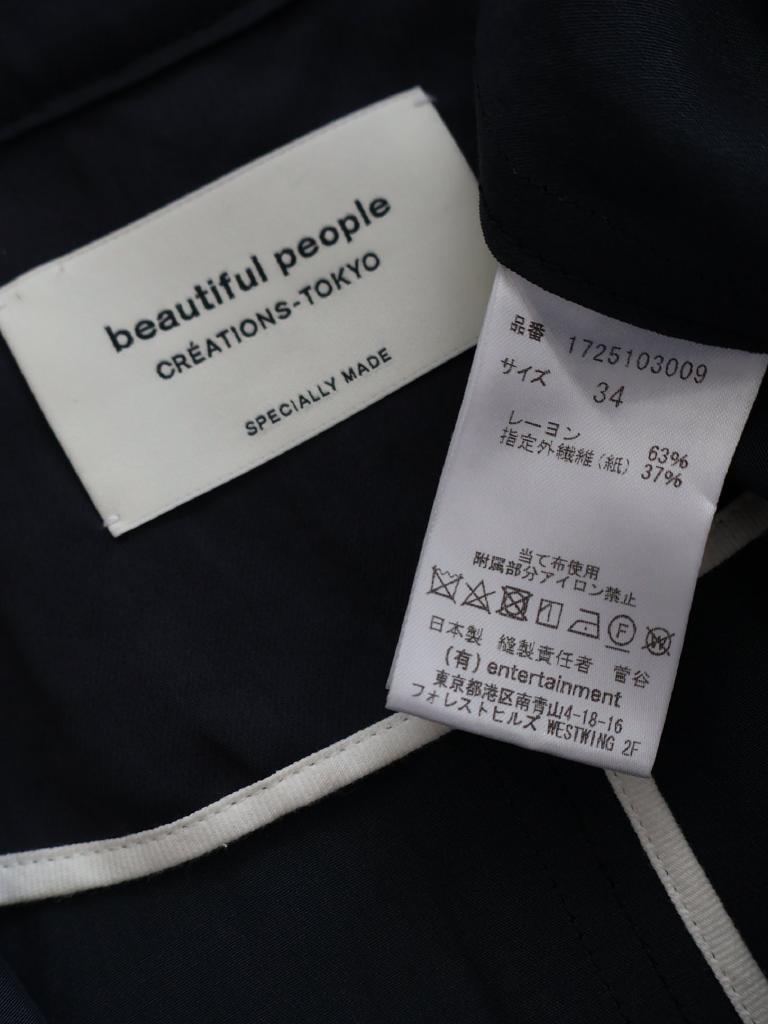 beautiful people
CRÉATIONS-TOKYO
SPECIALLY MADE
品番 1725103009
サイズ 34
レーヨン 63%
指定外繊維(紙) 37%
当て布使用
附属部分アイロン禁止
F W
日本製 縫製責任者 菅谷
(有) entertainment
東京都港区南青山4-18-16
フォレストヒルズ WESTWING 2F